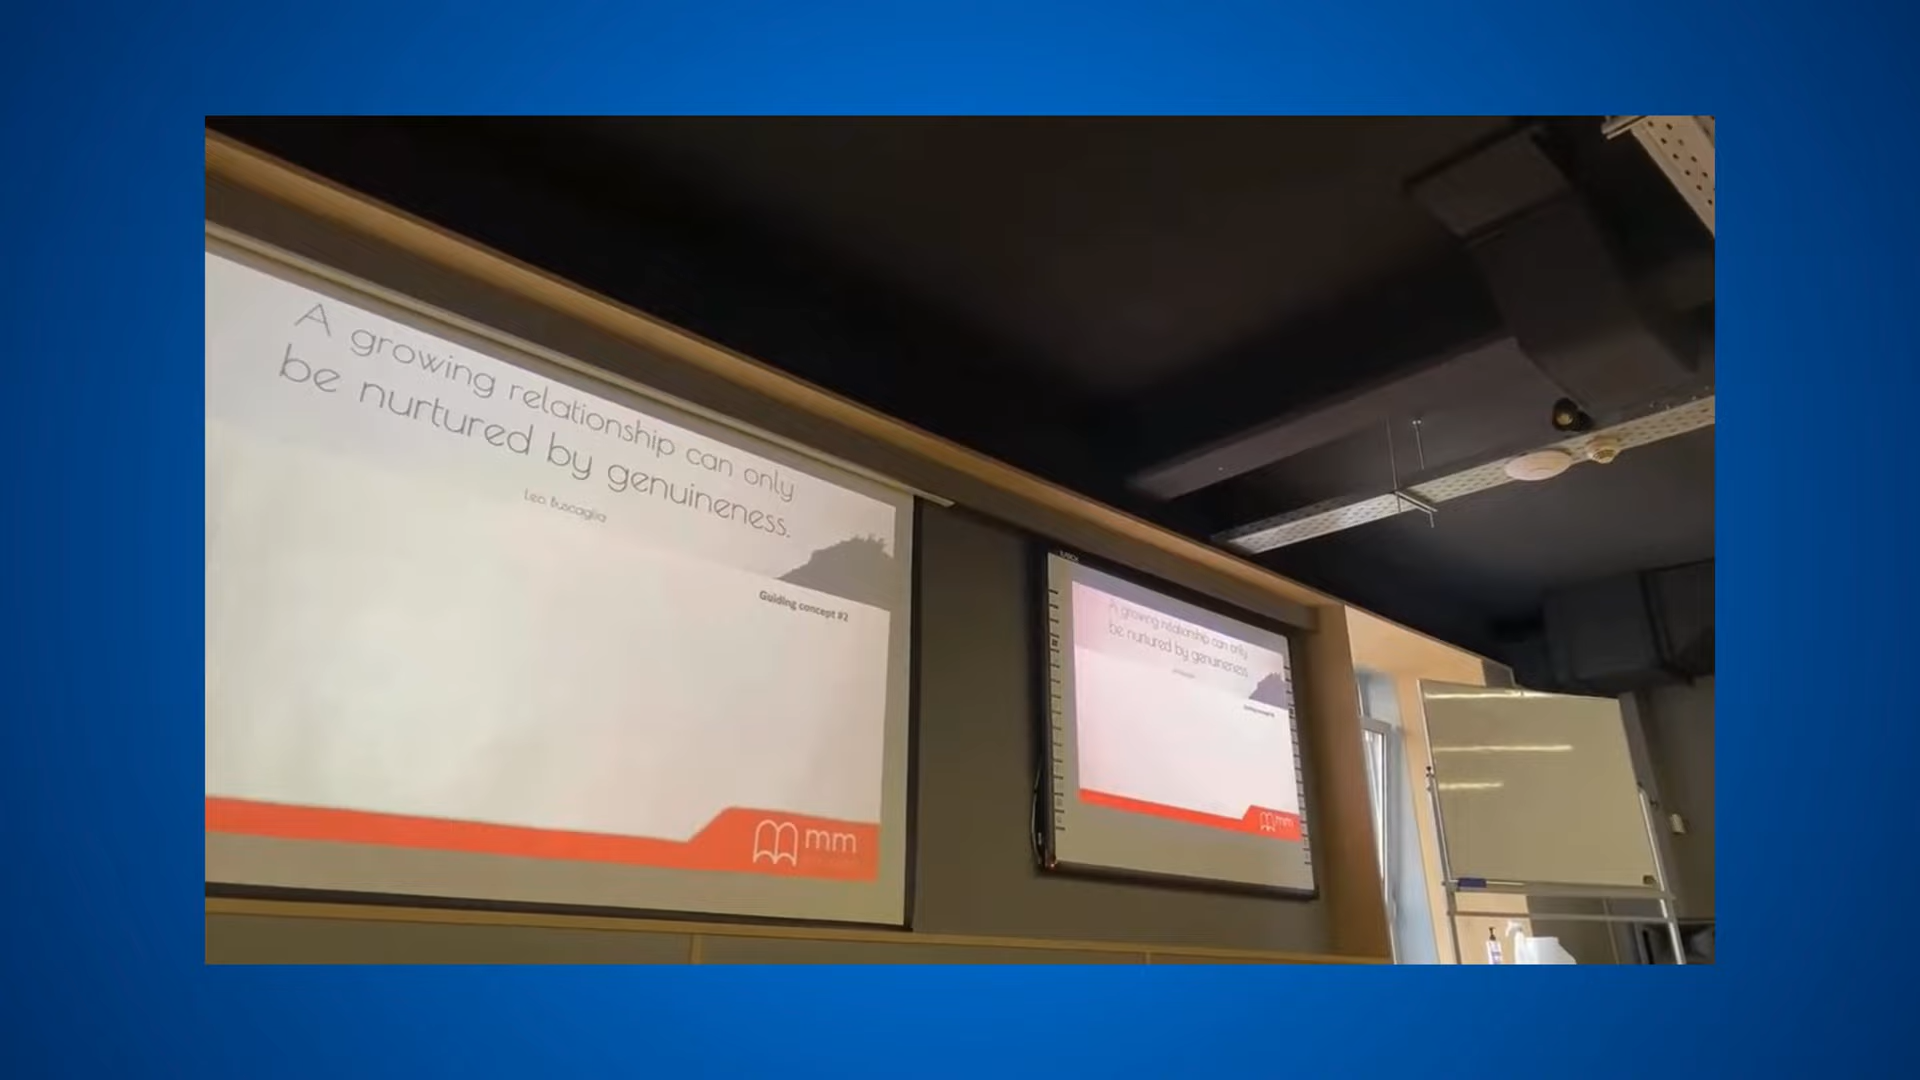 A growing relationship can only
be nurtured by genuineness.
Leo Buscaglia
Guiding concept #2
mm
A growing relationship can only
be nurtured by genuineness.
mm